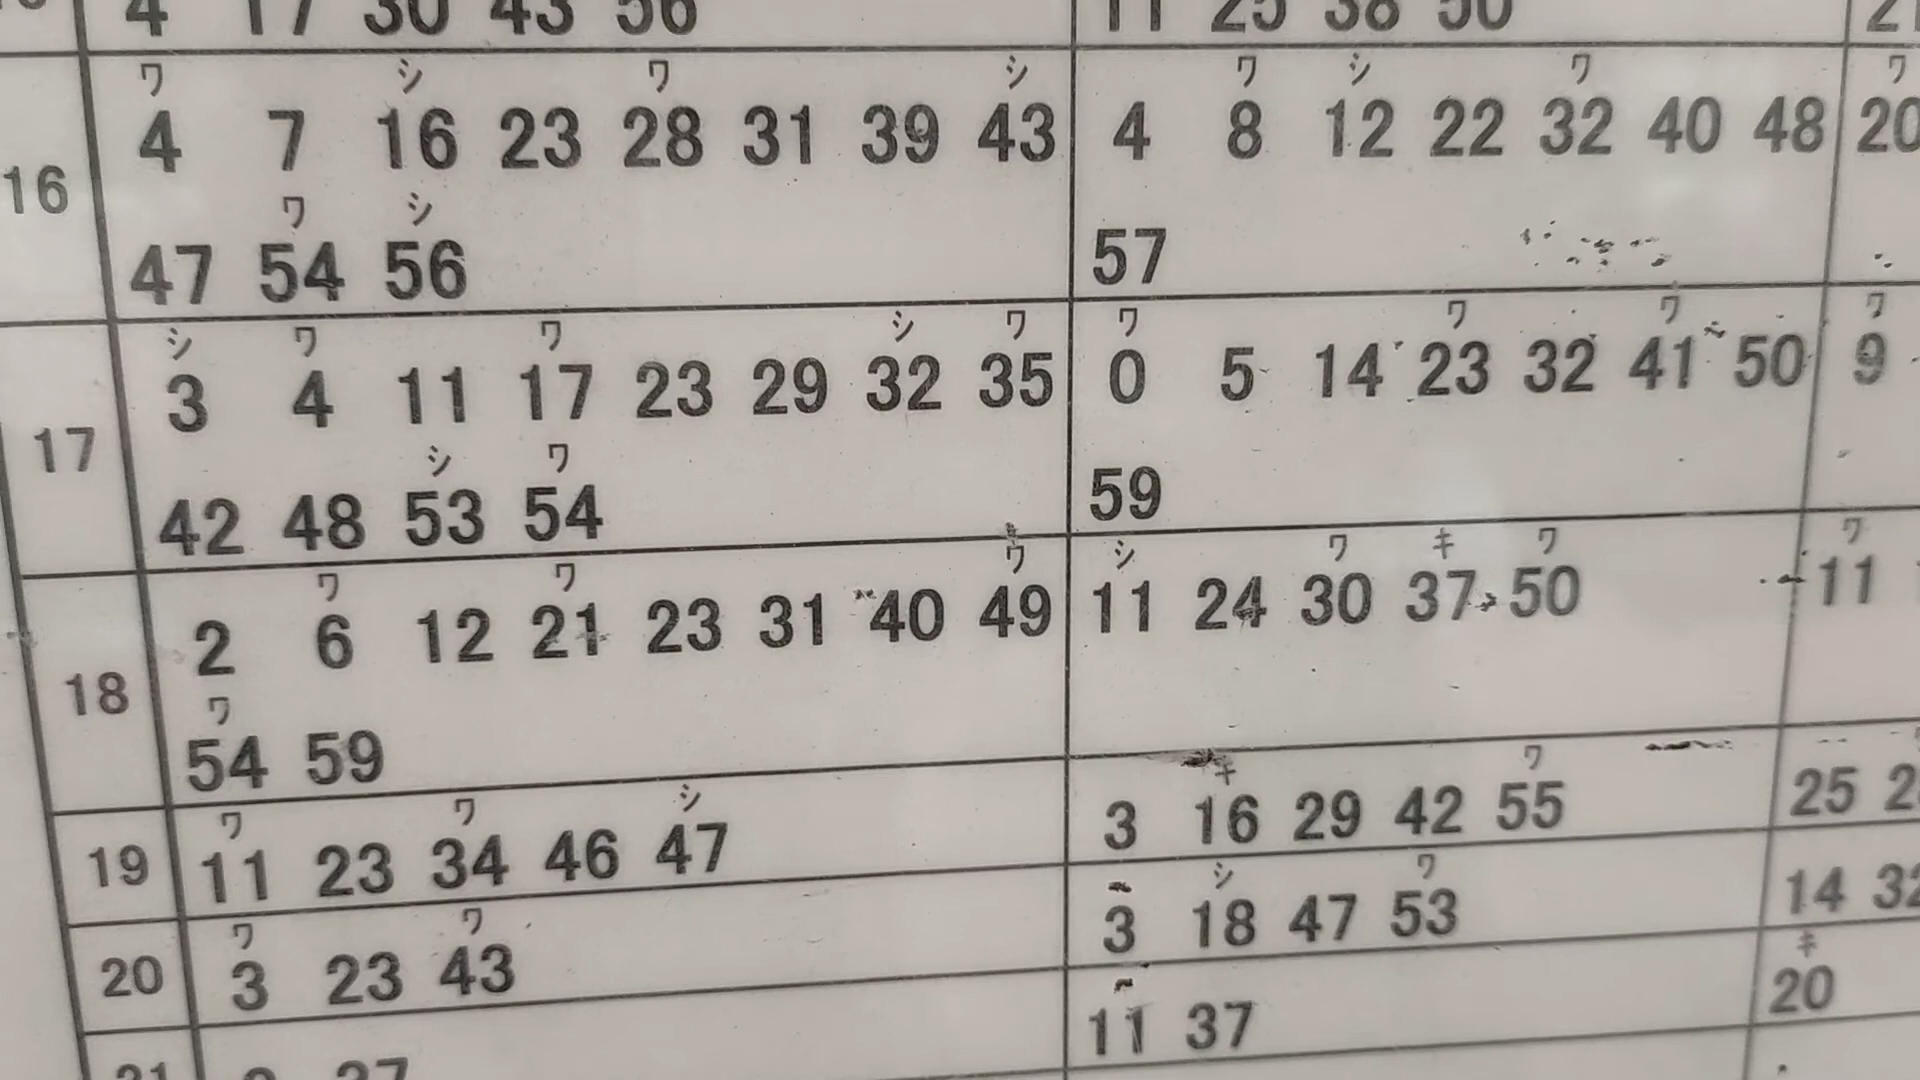 4 17 30 43 56 11 25 38 50
ワ シ ワ シ ワ シ ワ ワ
16 4 7 16 23 28 31 39 43 4 8 12 22 32 40 48 20
ワ シ
47 54 56 57
シ ワ ワ シ ワ ワ ワ ワ ワ
17 3 4 11 17 23 29 32 35 0 5 14 23 32 41 50 9
シ ワ
42 48 53 54 59
ワ ワ ワ シ ワ キ ワ ワ
18 2 6 12 21 23 31 40 49 11 24 30 37 50 11
ワ
54 59
ワ ワ シ キ ワ
19 11 23 34 46 47 3 16 29 42 55 25
ワ ワ シ ワ
20 3 23 43 3 18 47 53 14 32
キ
21 37 11 37 20